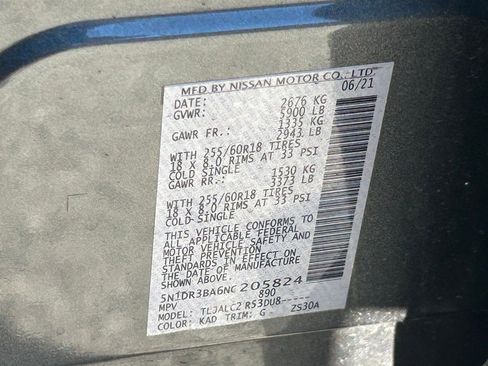 MFD BY NISSAN MOTOR CO., LTD.
DATE: 06/21
GVWR: 2676 KG
5900 LB
GAWR FR.: 1335 KG
2943 LB
WITH 255/60R18 TIRES
18 X 8.0 RIMS AT 33 PSI
COLD SINGLE
GAWR RR.: 1530 KG
3373 LB
WITH 255/60R18 TIRES
18 X 8.0 RIMS AT 33 PSI
COLD-SINGLE
THIS VEHICLE CONFORMS TO
ALL APPLICABLE FEDERAL
MOTOR VEHICLE SAFETY AND
THEFT PREVENTION
STANDARDS IN EFFECT ON
THE DATE OF MANUFACTURE
SHOWN ABOVE.
5N1DR3BA6NC205824
MPV 890
MODEL: TLJALC2 R53DU8-----
COLOR: KAD TRIM: G ZS30A